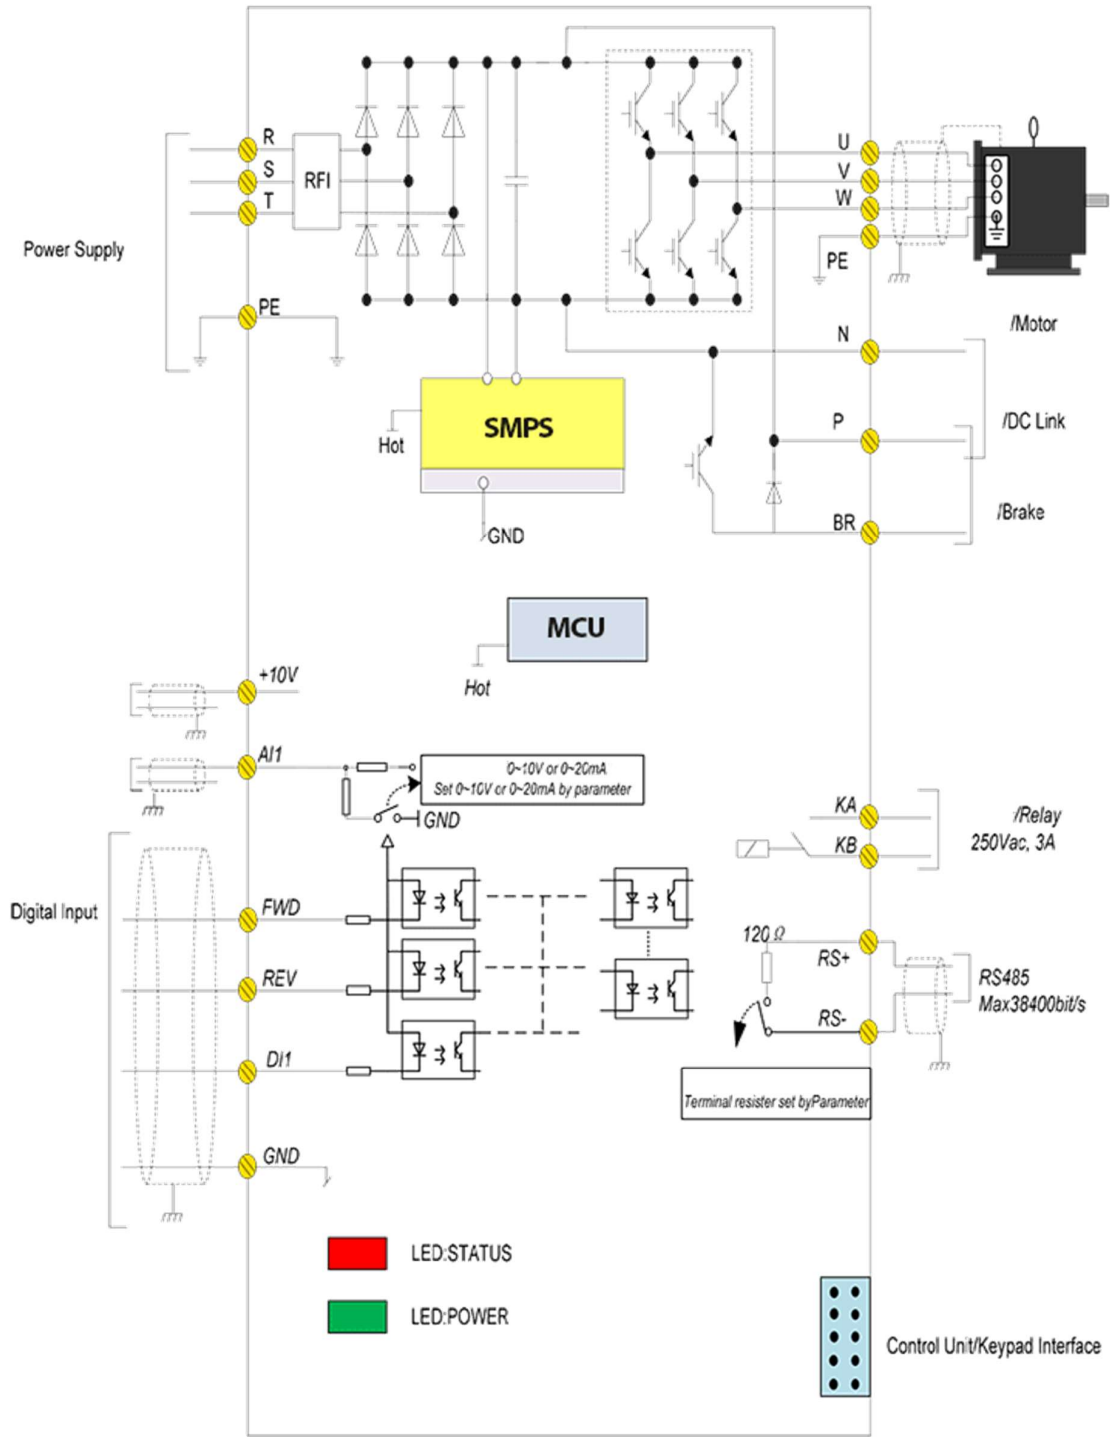 R
S
T
RFI
Power Supply
PE
U
V
W
PE
/Motor
N
/DC Link
P
/Brake
BR
SMPS
Hot
GND
MCU
Hot
+10V
AI1
0~10V or 0~20mA
Set 0~10V or 0~20mA by parameter
GND
KA
KB
/Relay
250Vac, 3A
Digital Input
FWD
REV
DI1
GND
120 Ω
RS+
RS-
RS485
Max38400bit/s
Terminal resister set byParameter
LED:STATUS
LED:POWER
Control Unit/Keypad Interface